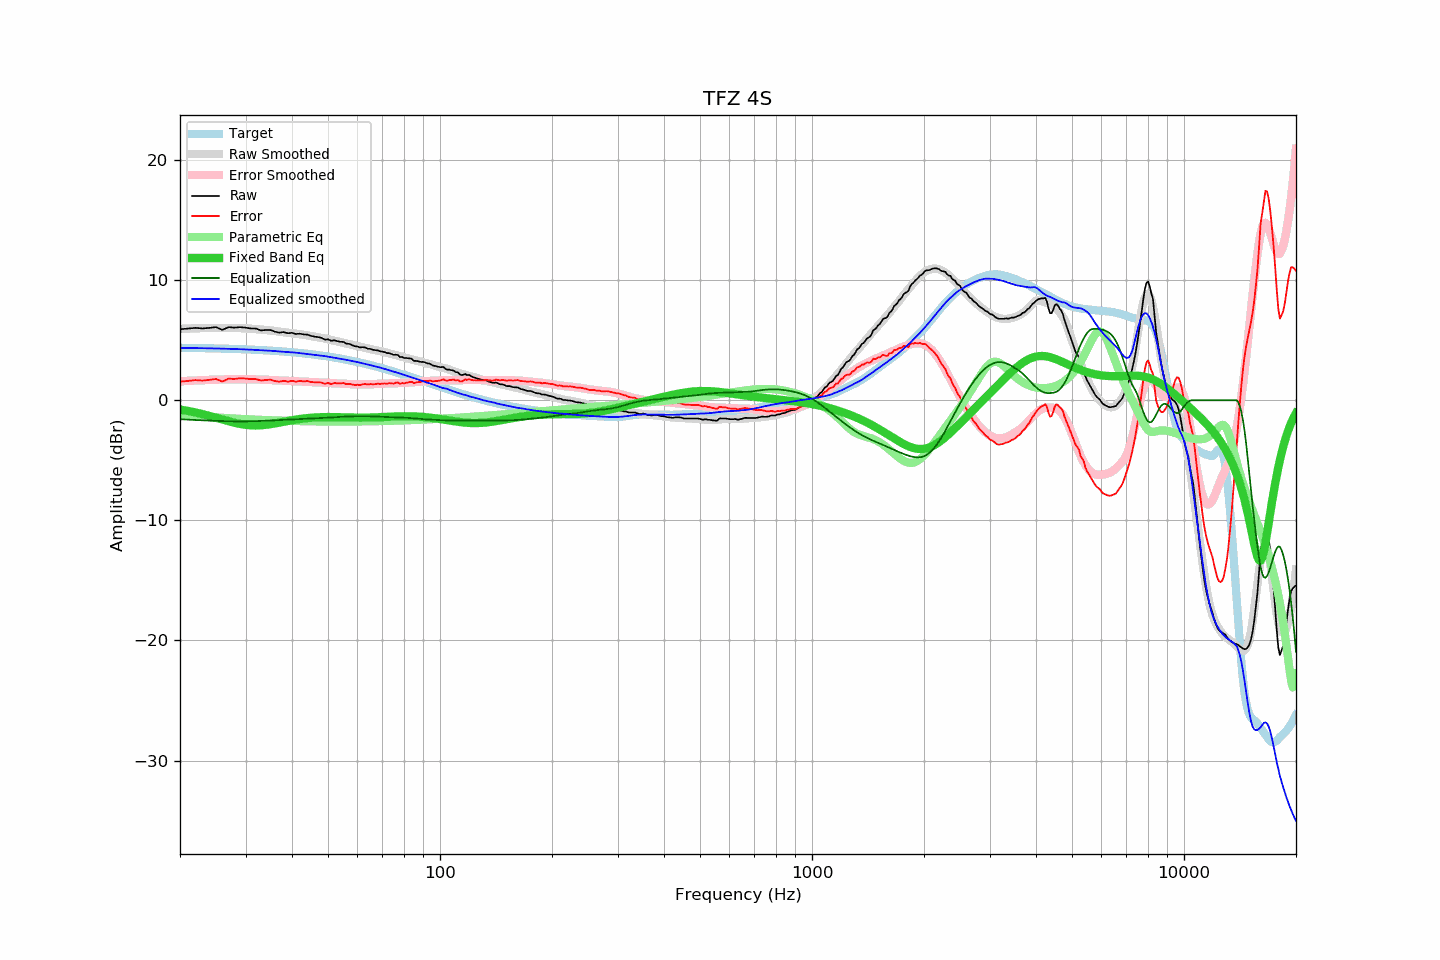 TFZ 4S
Target
Raw Smoothed
Error Smoothed
Raw
Error
Parametric Eq
Fixed Band Eq
Equalization
Equalized smoothed
20
10
0
−10
−20
−30
Amplitude (dBr)
100
1000
10000
Frequency (Hz)